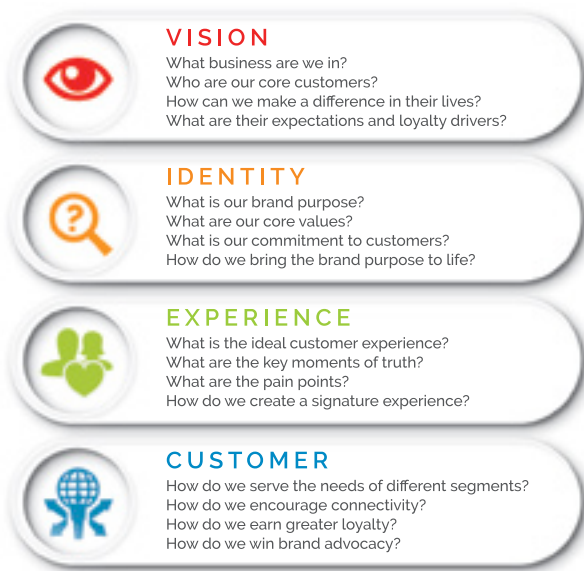 VISION
What business are we in?
Who are our core customers?
How can we make a difference in their lives?
What are their expectations and loyalty drivers?
IDENTITY
What is our brand purpose?
What are our core values?
What is our commitment to customers?
How do we bring the brand purpose to life?
EXPERIENCE
What is the ideal customer experience?
What are the key moments of truth?
What are the pain points?
How do we create a signature experience?
CUSTOMER
How do we serve the needs of different segments?
How do we encourage connectivity?
How do we earn greater loyalty?
How do we win brand advocacy?